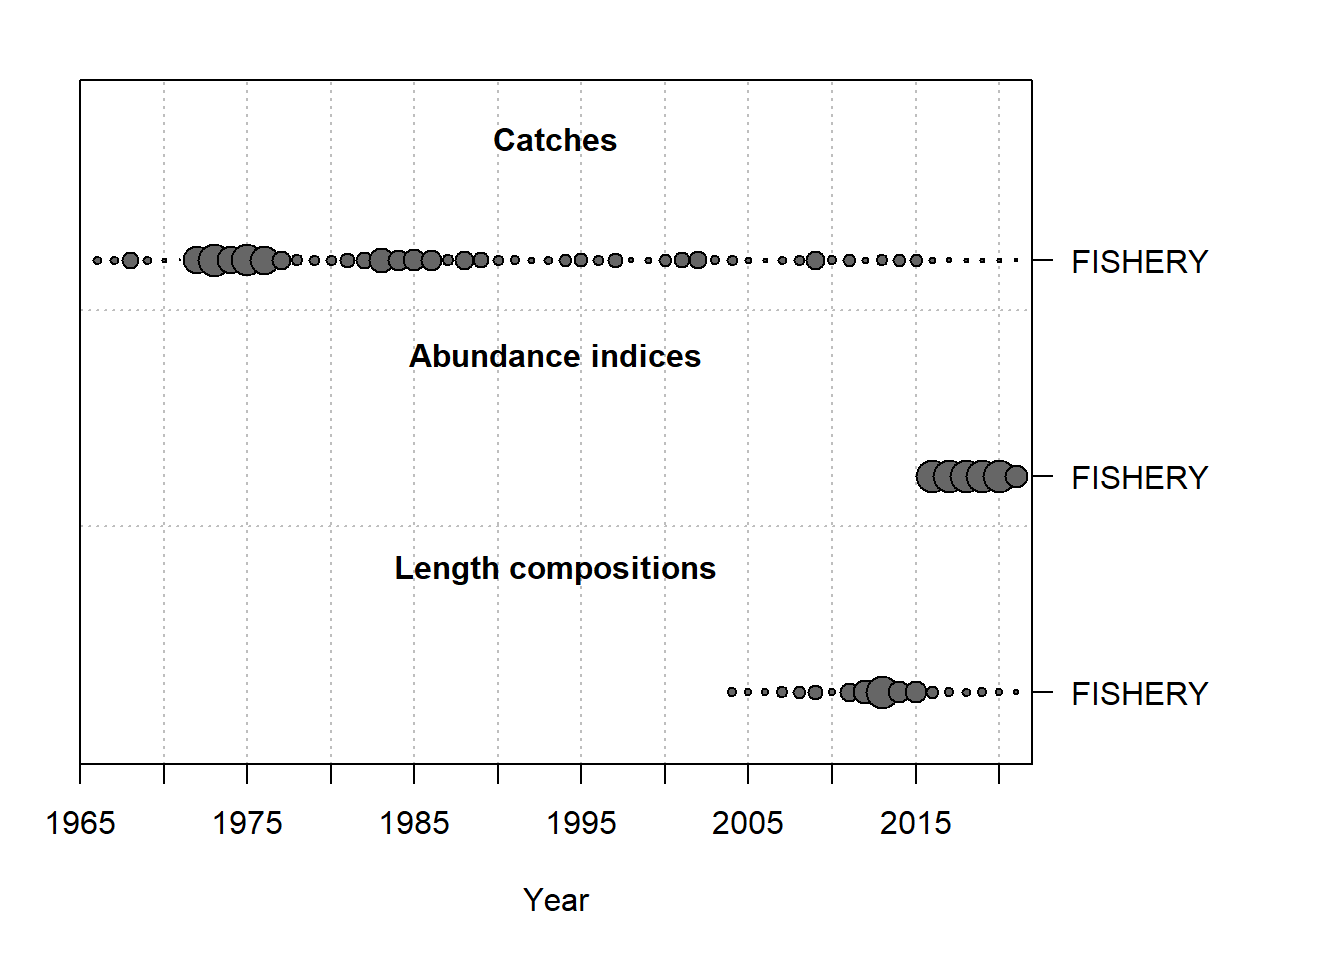 Catches
FISHERY
Abundance indices
FISHERY
Length compositions
FISHERY
1965 1975 1985 1995 2005 2015
Year